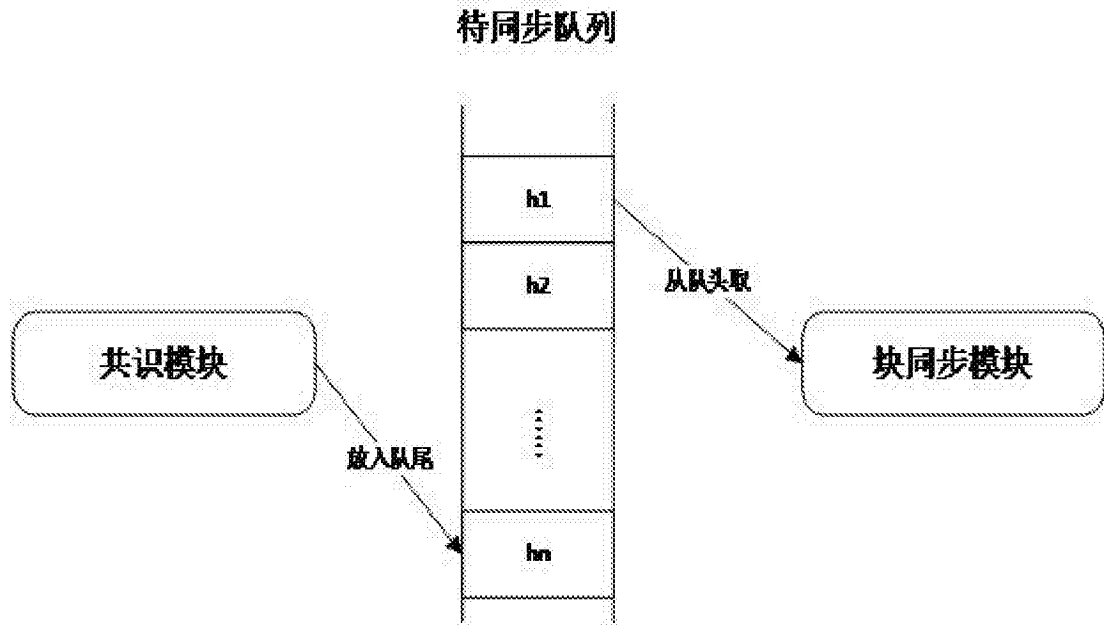 待同步队列
h1
h2
从队头取
共识模块
块同步模块
......
放入队尾
hn